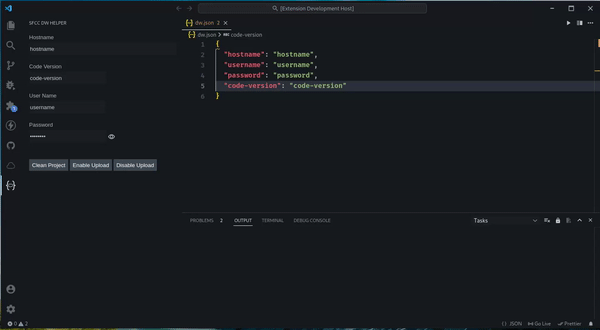 [Extension Development Host]
SFCC DW HELPER
Hostname
hostname
Code Version
code-version
User Name
username
Password
••••••••
Clean Project Enable Upload Disable Upload
dw.json 2 ×
dw.json > code-version
1 {
2 "hostname": "hostname",
3 "username": "username",
4 "password": "password",
5 "code-version": "code-version"
6 }
PROBLEMS 2 OUTPUT TERMINAL DEBUG CONSOLE Tasks
0 2 {} JSON Go Live Prettier